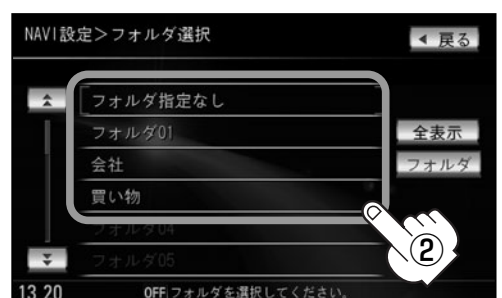 NAVI設定＞フォルダ選択
◀ 戻る
フォルダ指定なし
フォルダ01
全表示
会社
フォルダ
買い物
フォルダ04
②
フォルダ05
13 20 OFF フォルダを選択してください。